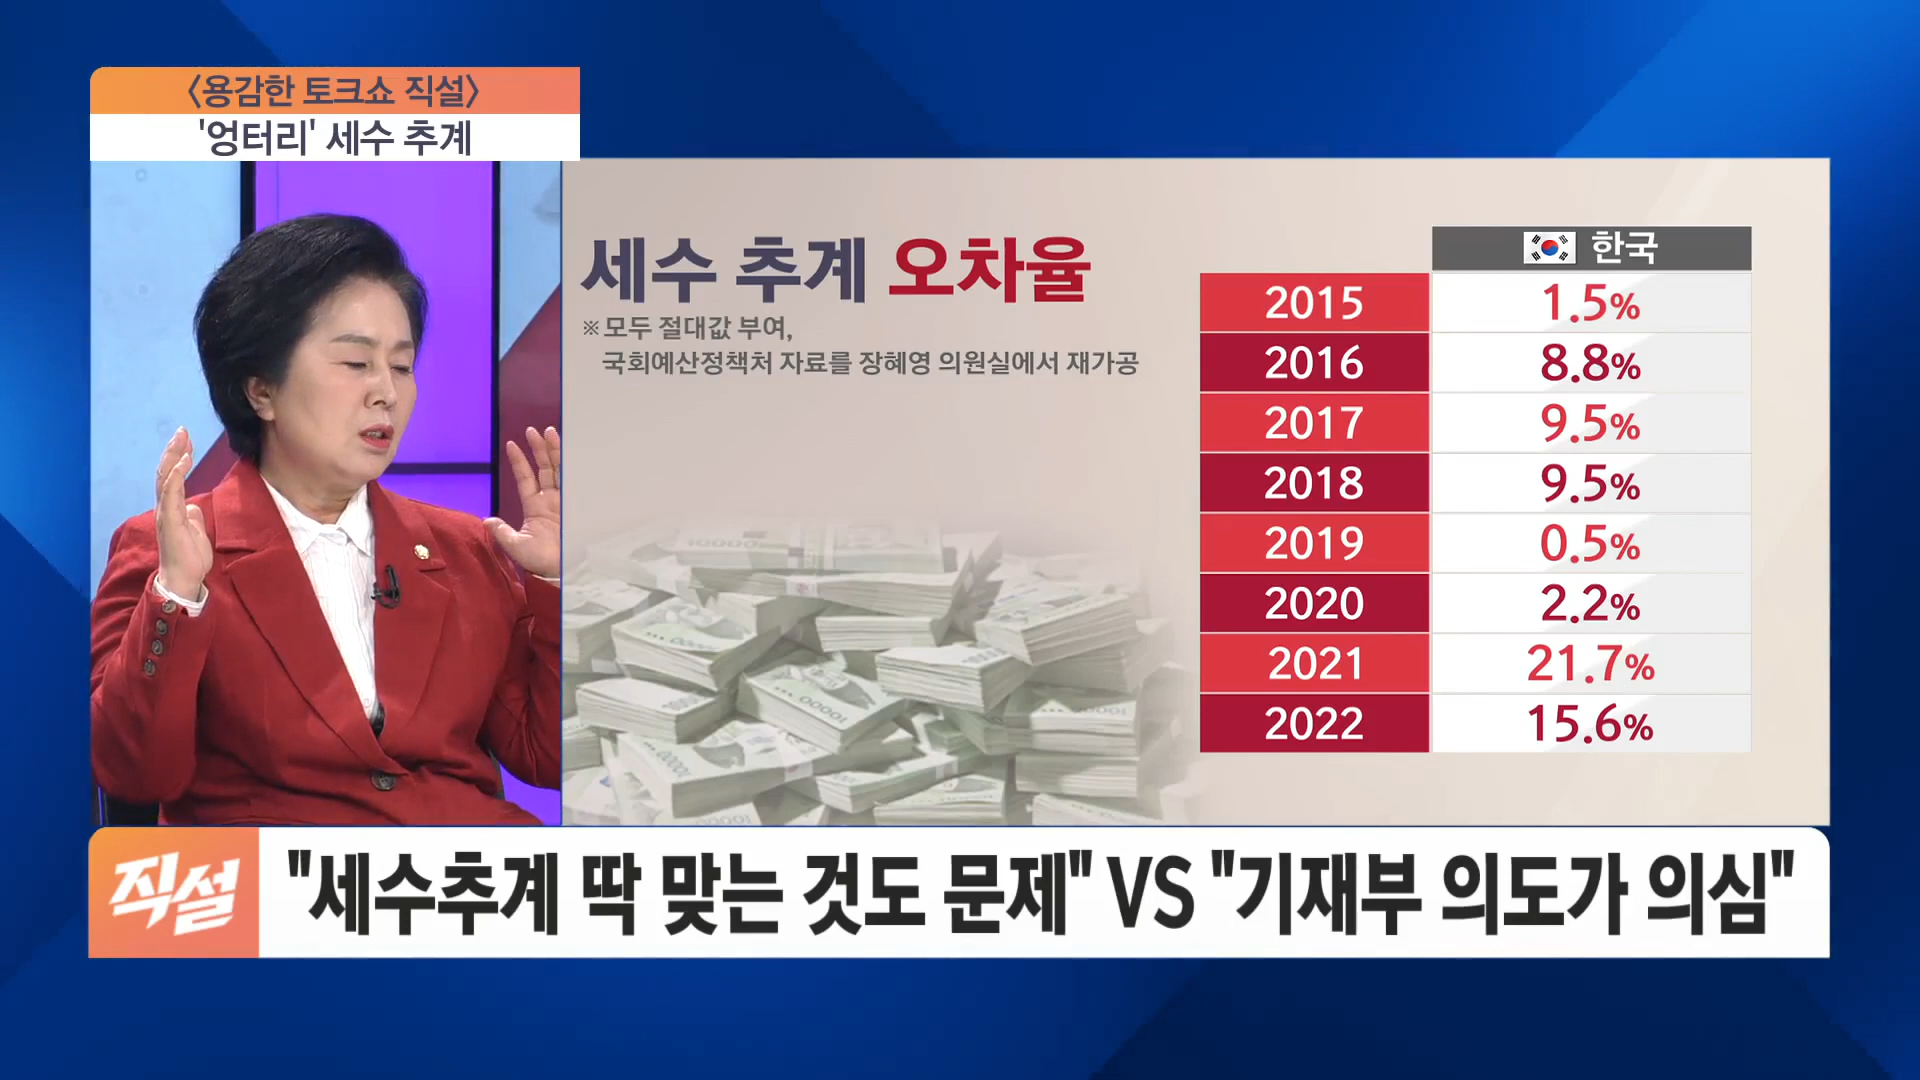 〈용감한 토크쇼 직설〉
'엉터리' 세수 추계
세수 추계 오차율
※모두 절대값 부여,
국회예산정책처 자료를 장혜영 의원실에서 재가공
한국
2015 1.5%
2016 8.8%
2017 9.5%
2018 9.5%
2019 0.5%
2020 2.2%
2021 21.7%
2022 15.6%
10000
10000
10000
10000
직설
"세수추계 딱 맞는 것도 문제" VS "기재부 의도가 의심"